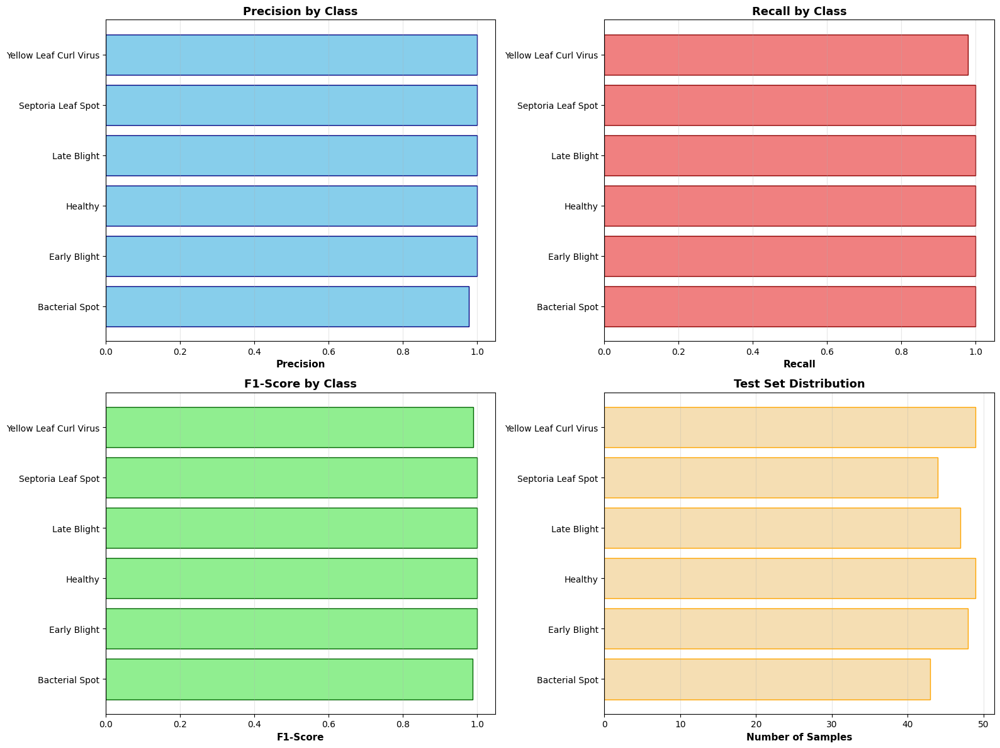 Precision by Class
Yellow Leaf Curl Virus
Septoria Leaf Spot
Late Blight
Healthy
Early Blight
Bacterial Spot
0.0 0.2 0.4 0.6 0.8 1.0
Precision
Recall by Class
Yellow Leaf Curl Virus
Septoria Leaf Spot
Late Blight
Healthy
Early Blight
Bacterial Spot
0.0 0.2 0.4 0.6 0.8 1.0
Recall
F1-Score by Class
Yellow Leaf Curl Virus
Septoria Leaf Spot
Late Blight
Healthy
Early Blight
Bacterial Spot
0.0 0.2 0.4 0.6 0.8 1.0
F1-Score
Test Set Distribution
Yellow Leaf Curl Virus
Septoria Leaf Spot
Late Blight
Healthy
Early Blight
Bacterial Spot
0 10 20 30 40 50
Number of Samples